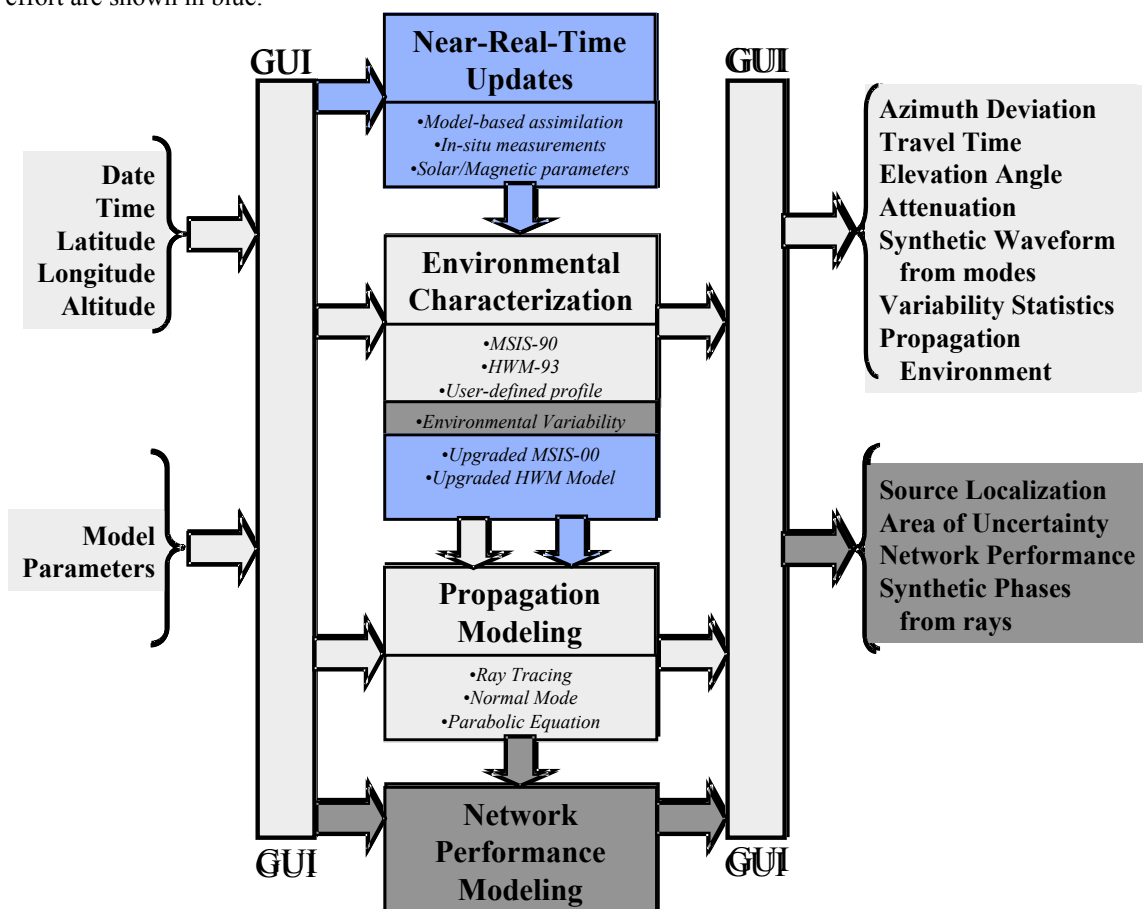 effort are shown in blue.
GUI
Near-Real-Time
Updates
•Model-based assimilation
•In-situ measurements
•Solar/Magnetic parameters
GUI
Date
Time
Latitude
Longitude
Altitude
Environmental
Characterization
•MSIS-90
•HWM-93
•User-defined profile
•Environmental Variability
•Upgraded MSIS-00
•Upgraded HWM Model
Azimuth Deviation
Travel Time
Elevation Angle
Attenuation
Synthetic Waveform
from modes
Variability Statistics
Propagation
Environment
Model
Parameters
Propagation
Modeling
•Ray Tracing
•Normal Mode
•Parabolic Equation
Source Localization
Area of Uncertainty
Network Performance
Synthetic Phases
from rays
GUI
Network
Performance
Modeling
GUI